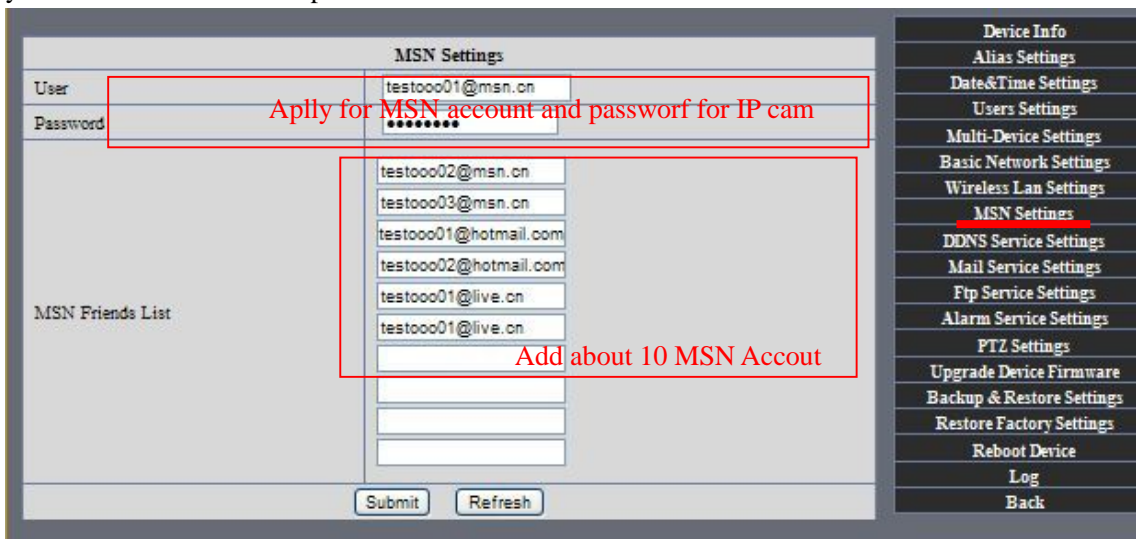 MSN Settings
User
testooo01@msn.cn
Aplly for MSN account and passworf for IP cam
Password
••••••••
MSN Friends List
testooo02@msn.cn
testooo03@msn.cn
testooo01@hotmail.com
testooo02@hotmail.com
testooo01@live.cn
testooo01@live.cn
Add about 10 MSN Accout
Submit Refresh
Device Info
Alias Settings
Date&Time Settings
Users Settings
Multi-Device Settings
Basic Network Settings
Wireless Lan Settings
MSN Settings
DDNS Service Settings
Mail Service Settings
Ftp Service Settings
Alarm Service Settings
PTZ Settings
Upgrade Device Firmware
Backup & Restore Settings
Restore Factory Settings
Reboot Device
Log
Back